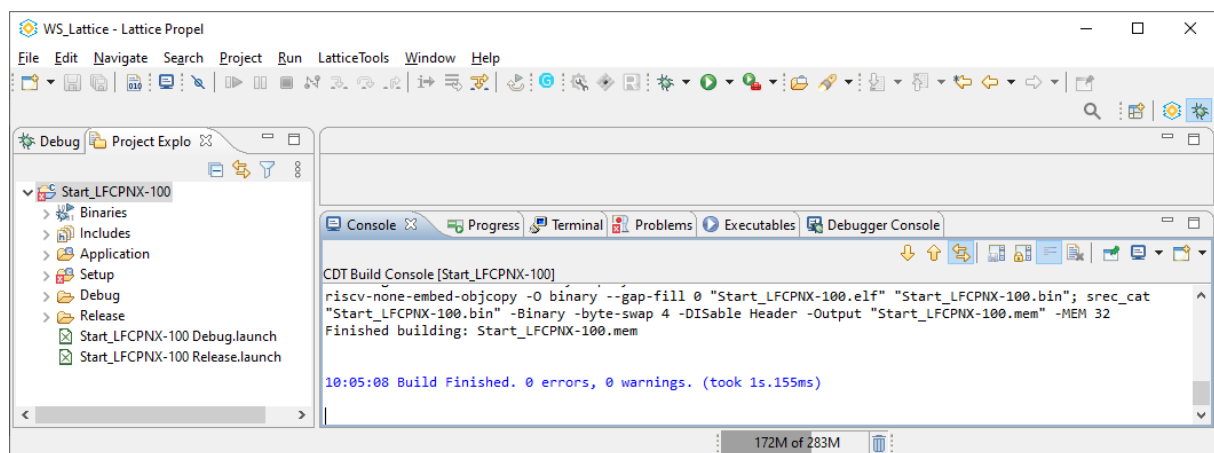 WS_Lattice - Lattice Propel
File Edit Navigate Search Project Run LatticeTools Window Help
Debug Project Explo
Start_LFCPNX-100
Binaries
Includes
Application
Setup
Debug
Release
Start_LFCPNX-100 Debug.launch
Start_LFCPNX-100 Release.launch
Console Progress Terminal Problems Executables Debugger Console
CDT Build Console [Start_LFCPNX-100]
riscv-none-embed-objcopy -O binary --gap-fill 0 "Start_LFCPNX-100.elf" "Start_LFCPNX-100.bin"; srec_cat
"Start_LFCPNX-100.bin" -Binary -byte-swap 4 -DISable Header -Output "Start_LFCPNX-100.mem" -MEM 32
Finished building: Start_LFCPNX-100.mem
10:05:08 Build Finished. 0 errors, 0 warnings. (took 1s.155ms)
172M of 283M